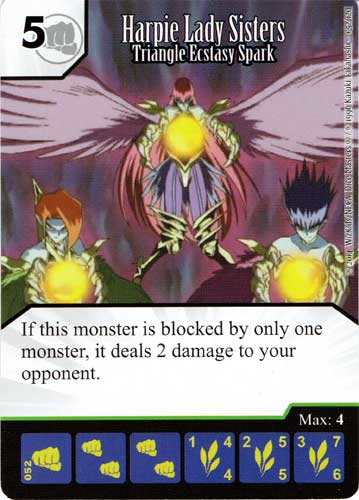 5
Harpie Lady Sisters
Triangle Ecstasy Spark
If this monster is blocked by only one
monster, it deals 2 damage to your
opponent.
Max: 4
052
1 4
4
2 5
5
3 7
6